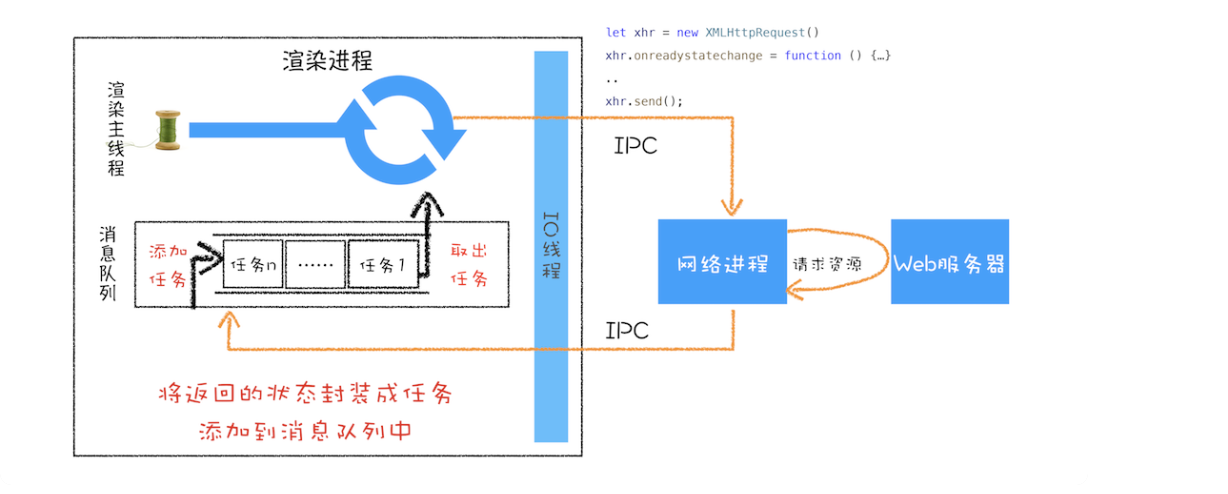 let xhr = new XMLHttpRequest()
xhr.onreadystatechange = function () {…}
..
xhr.send();
渲染进程
渲染主线程
IPC
消息队列
添加
任务
任务n
……
任务1
取出
任务
IO线程
网络进程
请求资源
Web服务器
IPC
将返回的状态封装成任务
添加到消息队列中